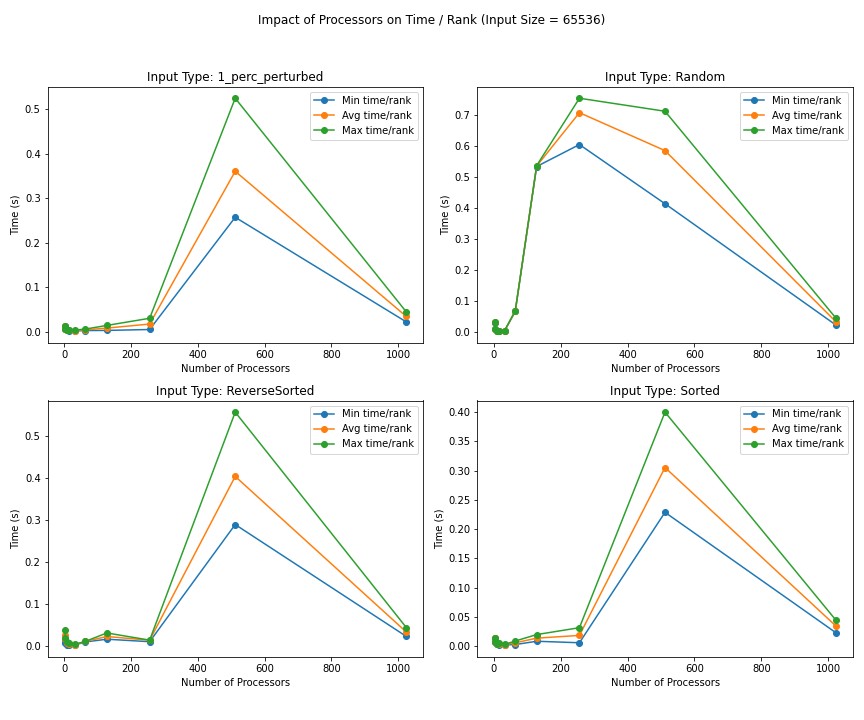 Impact of Processors on Time / Rank (Input Size = 65536)
Input Type: 1_perc_perturbed
Min time/rank
Avg time/rank
Max time/rank
Time (s)
0.5
0.4
0.3
0.2
0.1
0.0
0 200 400 600 800 1000
Number of Processors
Input Type: Random
Min time/rank
Avg time/rank
Max time/rank
Time (s)
0.7
0.6
0.5
0.4
0.3
0.2
0.1
0.0
0 200 400 600 800 1000
Number of Processors
Input Type: ReverseSorted
Min time/rank
Avg time/rank
Max time/rank
Time (s)
0.5
0.4
0.3
0.2
0.1
0.0
0 200 400 600 800 1000
Number of Processors
Input Type: Sorted
Min time/rank
Avg time/rank
Max time/rank
Time (s)
0.40
0.35
0.30
0.25
0.20
0.15
0.10
0.05
0.00
0 200 400 600 800 1000
Number of Processors